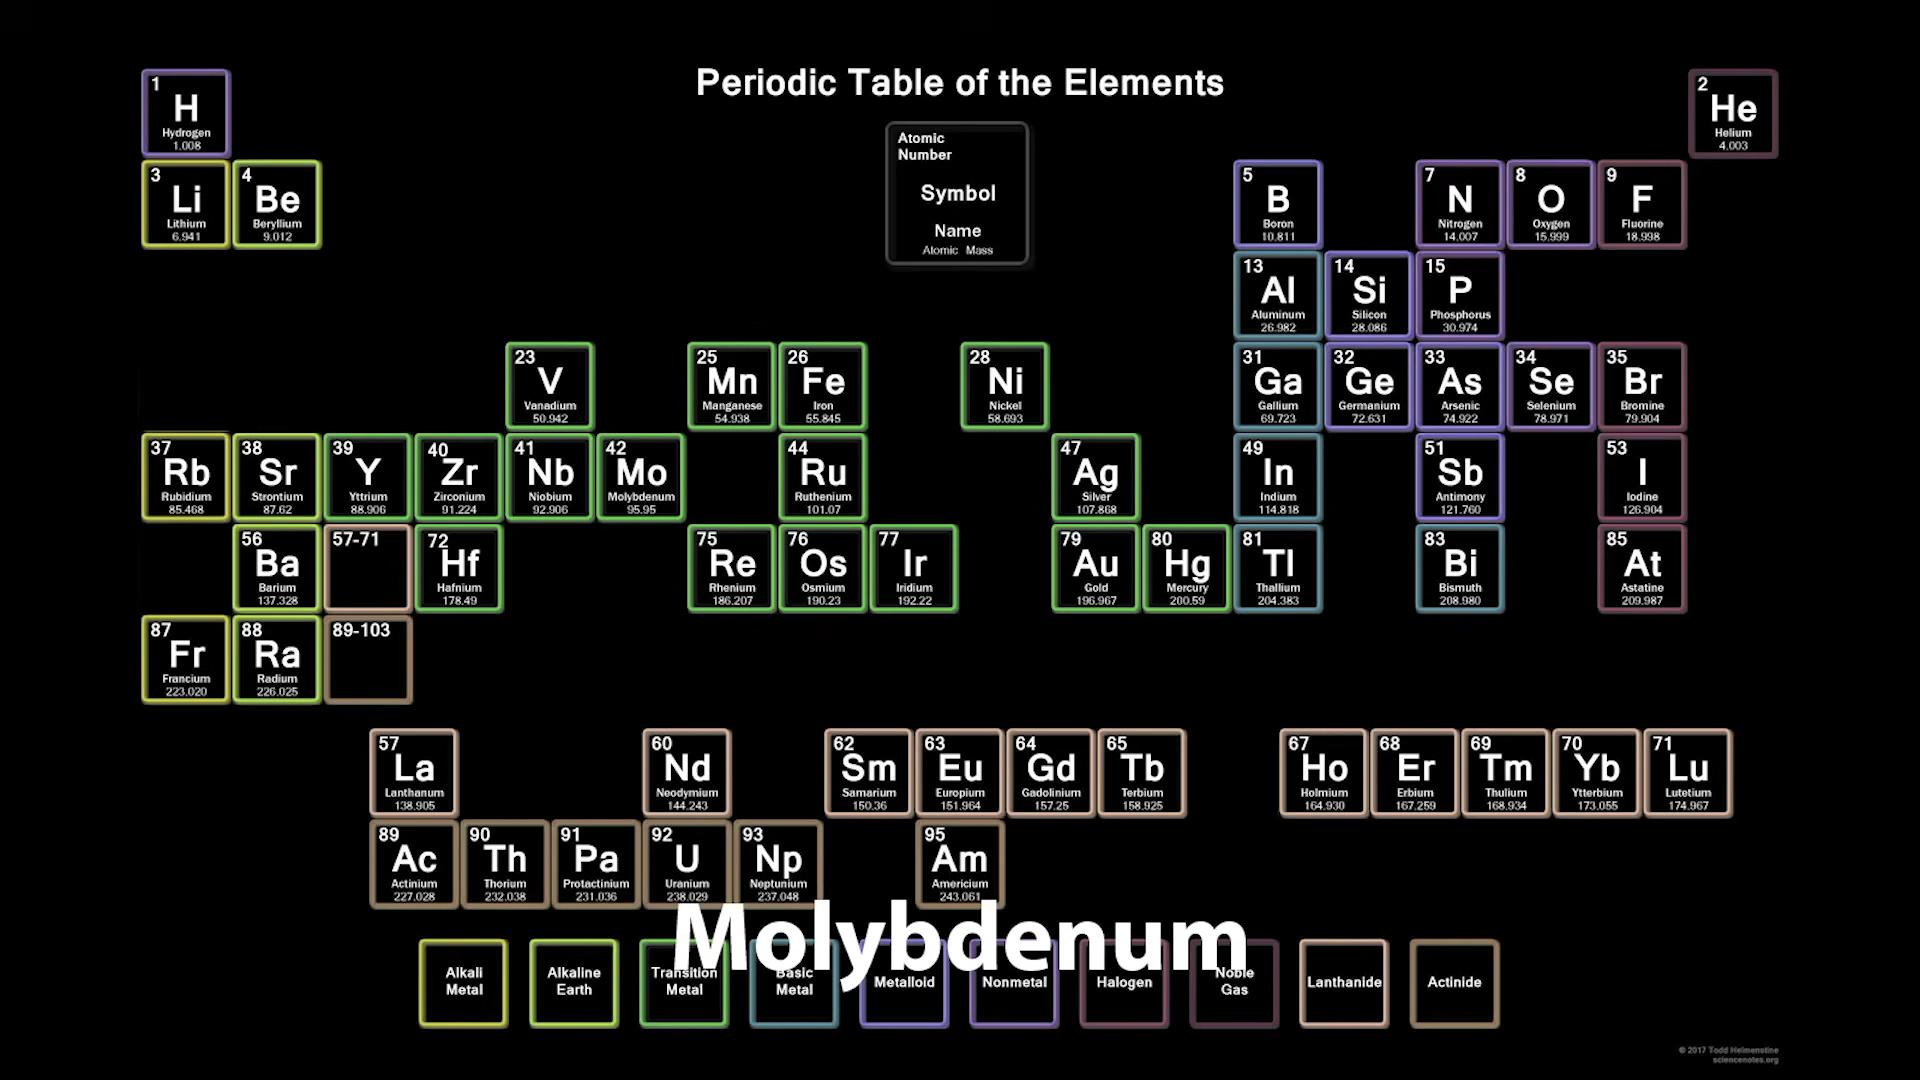 Periodic Table of the Elements
Atomic
Number
Symbol
Name
Atomic Mass
1
H
Hydrogen
1.008
2
He
Helium
4.003
3
Li
Lithium
6.941
4
Be
Beryllium
9.012
5
B
Boron
10.811
7
N
Nitrogen
14.007
8
O
Oxygen
15.999
9
F
Fluorine
18.998
13
Al
Aluminum
26.982
14
Si
Silicon
28.086
15
P
Phosphorus
30.974
23
V
Vanadium
50.942
25
Mn
Manganese
54.938
26
Fe
Iron
55.845
28
Ni
Nickel
58.693
31
Ga
Gallium
69.723
32
Ge
Germanium
72.631
33
As
Arsenic
74.922
34
Se
Selenium
78.971
35
Br
Bromine
79.904
37
Rb
Rubidium
85.468
38
Sr
Strontium
87.62
39
Y
Yttrium
88.906
40
Zr
Zirconium
91.224
41
Nb
Niobium
92.906
42
Mo
Molybdenum
95.95
44
Ru
Ruthenium
101.07
47
Ag
Silver
107.868
49
In
Indium
114.818
51
Sb
Antimony
121.760
53
I
Iodine
126.904
56
Ba
Barium
137.328
57-71
72
Hf
Hafnium
178.49
75
Re
Rhenium
186.207
76
Os
Osmium
190.23
77
Ir
Iridium
192.22
79
Au
Gold
196.967
80
Hg
Mercury
200.59
81
Tl
Thallium
204.383
83
Bi
Bismuth
208.980
85
At
Astatine
209.987
87
Fr
Francium
223.020
88
Ra
Radium
226.025
89-103
57
La
Lanthanum
138.905
60
Nd
Neodymium
144.243
62
Sm
Samarium
150.36
63
Eu
Europium
151.964
64
Gd
Gadolinium
157.25
65
Tb
Terbium
158.925
67
Ho
Holmium
164.930
68
Er
Erbium
167.259
69
Tm
Thulium
168.934
70
Yb
Ytterbium
173.055
71
Lu
Lutetium
174.967
89
Ac
Actinium
227.028
90
Th
Thorium
232.038
91
Pa
Protactinium
231.036
92
U
Uranium
238.029
93
Np
Neptunium
237.048
95
Am
Americium
243.061
Molybdenum
Alkali
Metal
Alkaline
Earth
Transition
Metal
Basic
Metal
Metalloid
Nonmetal
Halogen
Noble
Gas
Lanthanide
Actinide
© 2017 Todd Helmenstine
sciencenotes.org